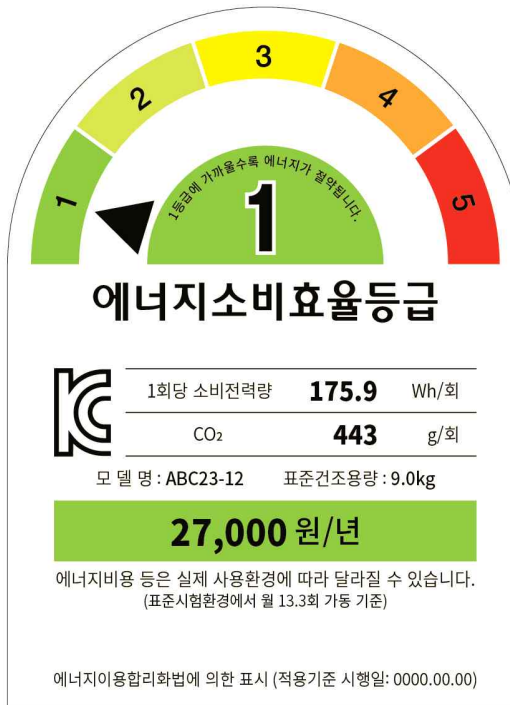 1
2
3
4
5
1등급에 가까울수록 에너지가 절약됩니다.
1
에너지소비효율등급
1회당 소비전력량 175.9 Wh/회
CO₂ 443 g/회
모 델 명 : ABC23-12 표준건조용량 : 9.0kg
27,000 원/년
에너지비용 등은 실제 사용환경에 따라 달라질 수 있습니다.
(표준시험환경에서 월 13.3회 가동 기준)
에너지이용합리화법에 의한 표시 (적용기준 시행일: 0000.00.00)